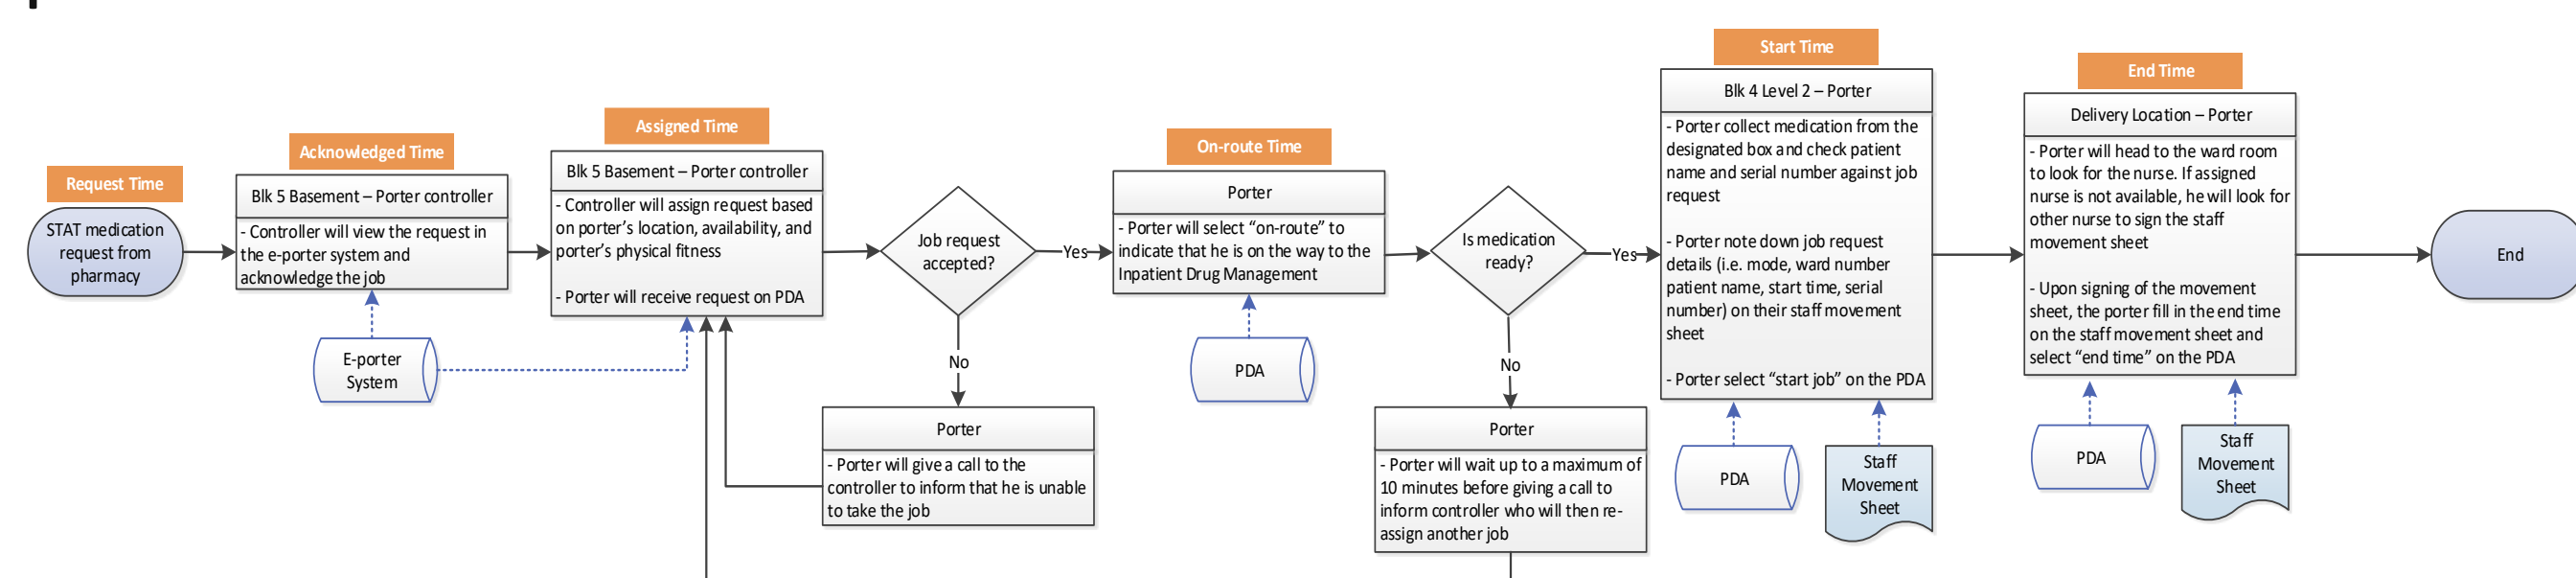 Request Time
STAT medication
request from
pharmacy
Acknowledged Time
Blk 5 Basement – Porter controller
- Controller will view the request in
the e-porter system and
acknowledge the job
E-porter
System
Assigned Time
Blk 5 Basement – Porter controller
- Controller will assign request based
on porter’s location, availability, and
porter’s physical fitness
- Porter will receive request on PDA
Job request
accepted?
Yes
No
Porter
- Porter will give a call to the
controller to inform that he is unable
to take the job
On-route Time
Porter
- Porter will select “on-route” to
indicate that he is on the way to the
Inpatient Drug Management
PDA
Is medication
ready?
Yes
No
Porter
- Porter will wait up to a maximum of
10 minutes before giving a call to
inform controller who will then re-
assign another job
Start Time
Blk 4 Level 2 – Porter
- Porter collect medication from the
designated box and check patient
name and serial number against job
request
- Porter note down job request
details (i.e. mode, ward number
patient name, start time, serial
number) on their staff movement
sheet
- Porter select “start job” on the PDA
PDA
Staff
Movement
Sheet
End Time
Delivery Location – Porter
- Porter will head to the ward room
to look for the nurse. If assigned
nurse is not available, he will look for
other nurse to sign the staff
movement sheet
- Upon signing of the movement
sheet, the porter fill in the end time
on the staff movement sheet and
select “end time” on the PDA
PDA
Staff
Movement
Sheet
End